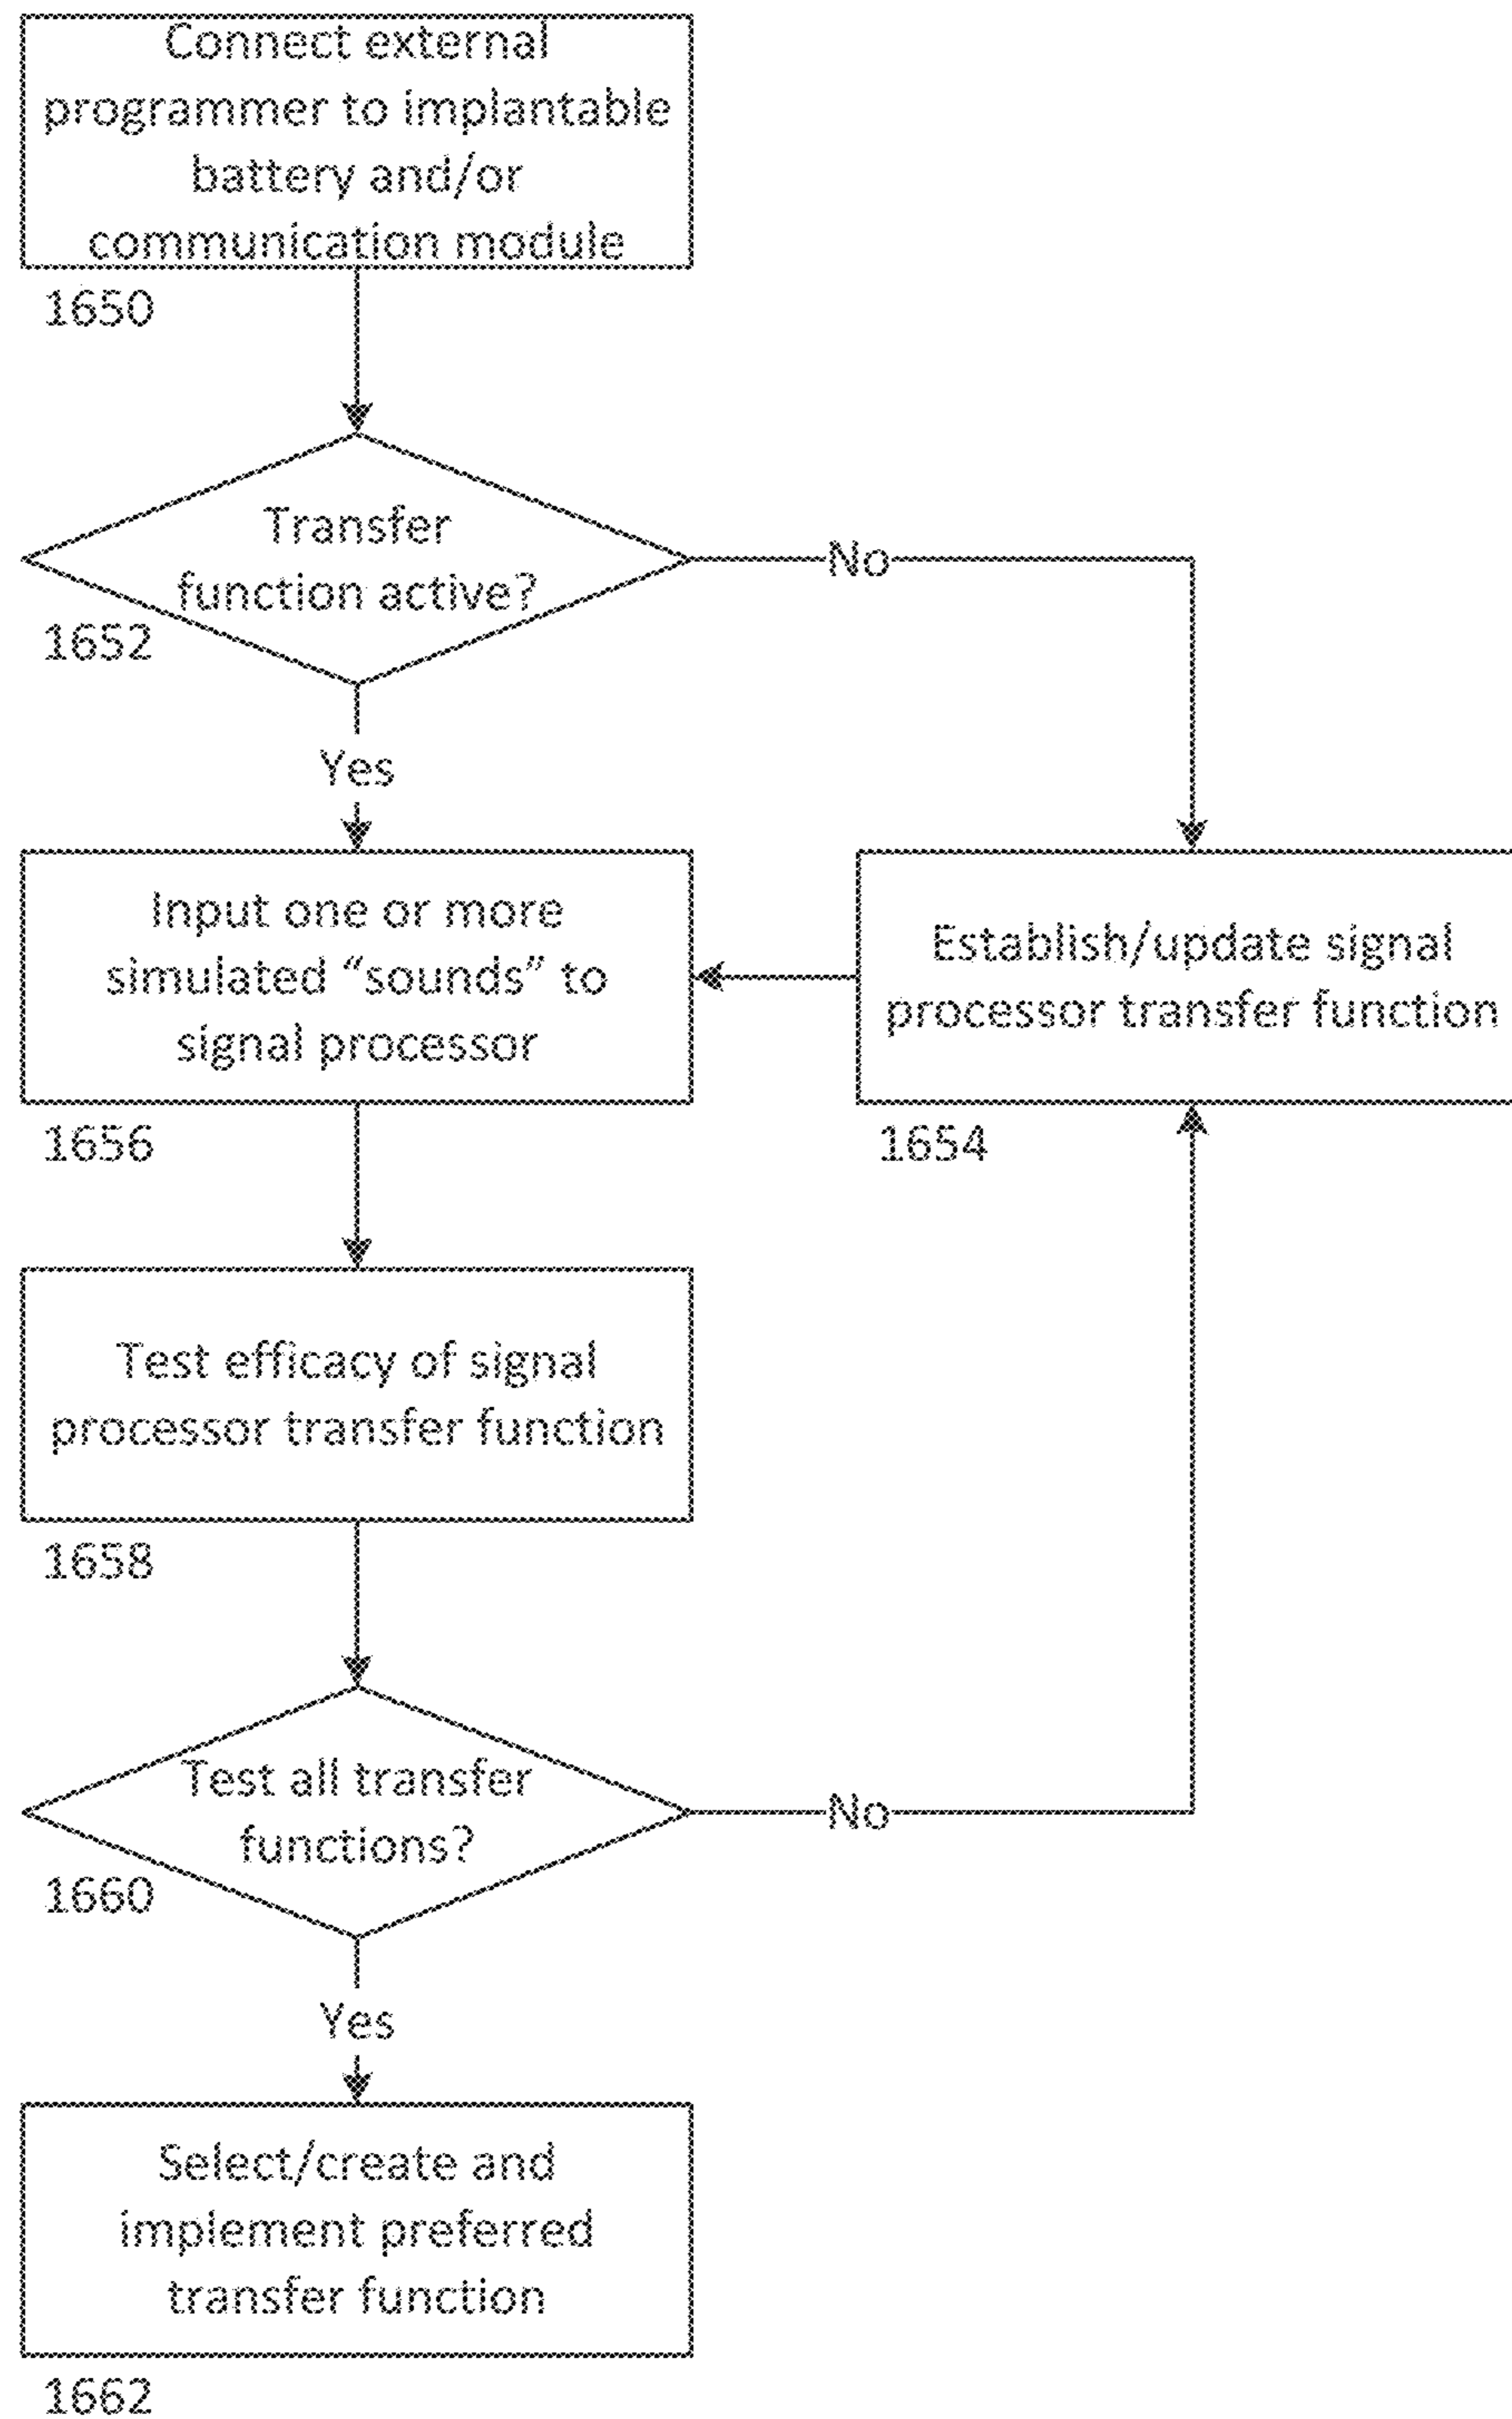 Connect external
programmer to implantable
battery and/or
communication module
1650
Transfer
function active?
1652
No
Yes
Input one or more
simulated “sounds” to
signal processor
1656
Establish/update signal
processor transfer function
1654
Test efficacy of signal
processor transfer function
1658
Test all transfer
functions?
1660
No
Yes
Select/create and
implement preferred
transfer function
1662